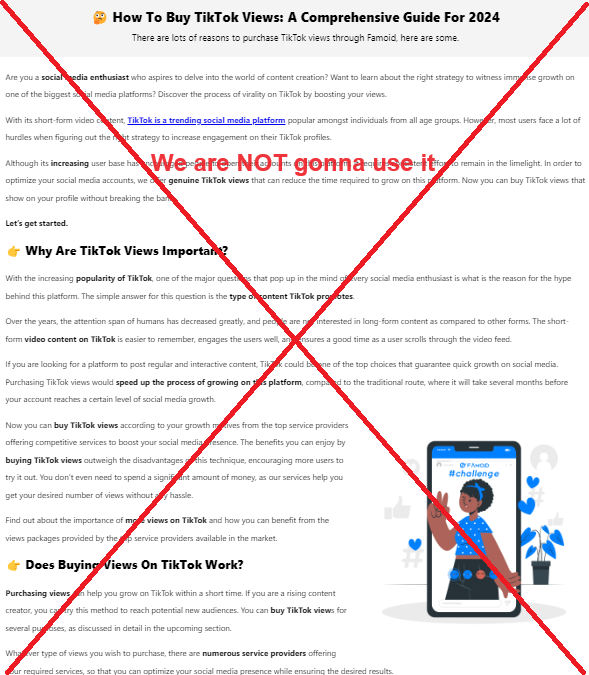 🤔 How To Buy TikTok Views: A Comprehensive Guide For 2024
There are lots of reasons to purchase TikTok views through Famoid, here are some.
Are you a social media enthusiast who aspires to delve into the world of content creation? Want to learn about the right strategy to witness immense growth on
one of the biggest social media platforms? Discover the process of virality on TikTok by boosting your views.
With its short-form video content, TikTok is a trending social media platform popular amongst individuals from all age groups. However, most users face a lot of
hurdles when figuring out the right strategy to increase engagement on their TikTok profiles.
Although its increasing user base has
We are NOT gonna use it
to remain in the limelight. In order to
optimize your social media accounts, we offer genuine TikTok views that can reduce the time required to grow on this platform. Now you can buy TikTok views that
show on your profile without breaking the bank.
Let's get started.
👉 Why Are TikTok Views Important?
With the increasing popularity of TikTok, one of the major questions that pop up in the mind of every social media enthusiast is what is the reason for the hype
behind this platform. The simple answer for this question is the type of content TikTok promotes.
Over the years, the attention span of humans has decreased greatly, and people are not interested in long-form content as compared to other forms. The short-
form video content on TikTok is easier to remember, engages the users well, and ensures a good time as a user scrolls through the video feed.
If you are looking for a platform to post regular and interactive content, TikTok could be one of the top choices that guarantee quick growth on social media.
Purchasing TikTok views would speed up the process of growing on this platform, compared to the traditional route, where it will take several months before
your account reaches a certain level of social media growth.
Now you can buy TikTok views according to your growth motives from the top service providers
offering competitive services to boost your social media presence. The benefits you can enjoy by
buying TikTok views outweigh the disadvantages of this technique, encouraging more users to
try it out. You don't even need to spend a significant amount of money, as our services help you
get your desired number of views without any hassle.
Find out about the importance of more views on TikTok and how you can benefit from the
views packages provided by the top service providers available in the market.
FAMOID
#challenge
👉 Does Buying Views On TikTok Work?
Purchasing views can help you grow on TikTok within a short time. If you are a rising content
creator, you can try this method to reach potential new audiences. You can buy TikTok views for
several purposes, as discussed in detail in the upcoming section.
Whatever type of views you wish to purchase, there are numerous service providers offering
your required services, so that you can optimize your social media presence while ensuring the desired results.